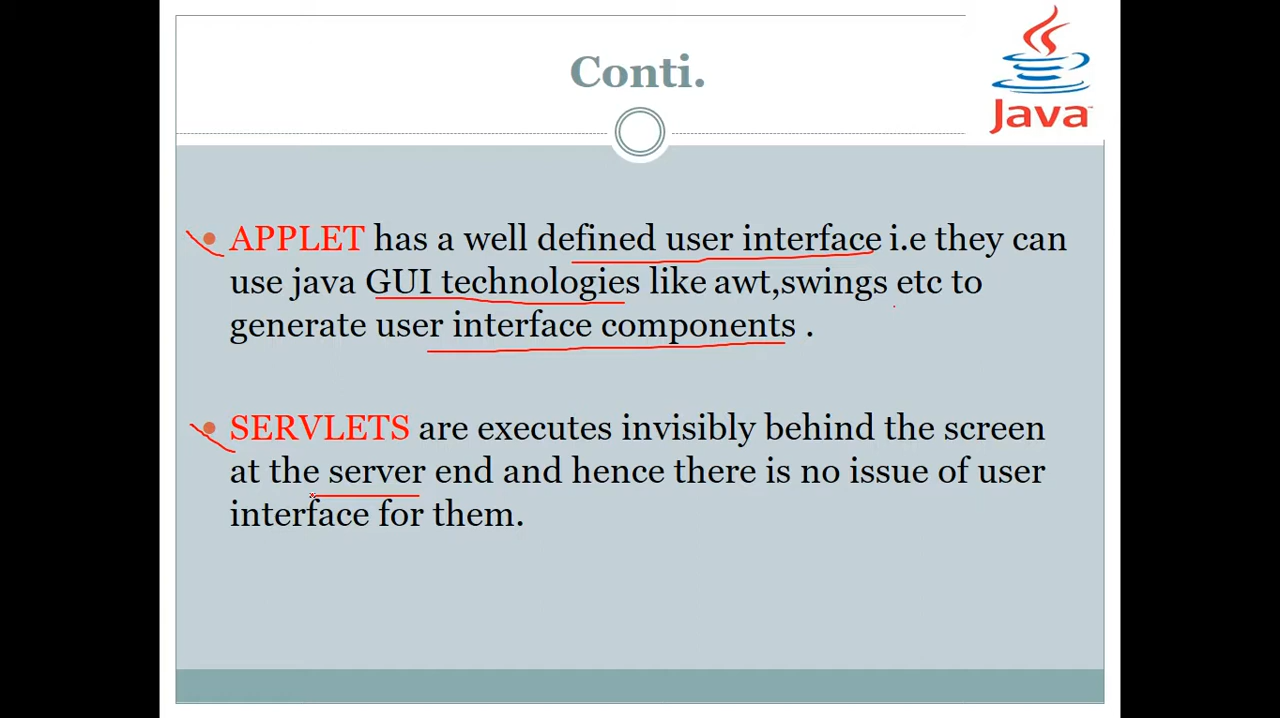 Conti.
Java™
APPLET has a well defined user interface i.e they can
use java GUI technologies like awt,swings etc to
generate user interface components .
SERVLETS are executes invisibly behind the screen
at the server end and hence there is no issue of user
interface for them.